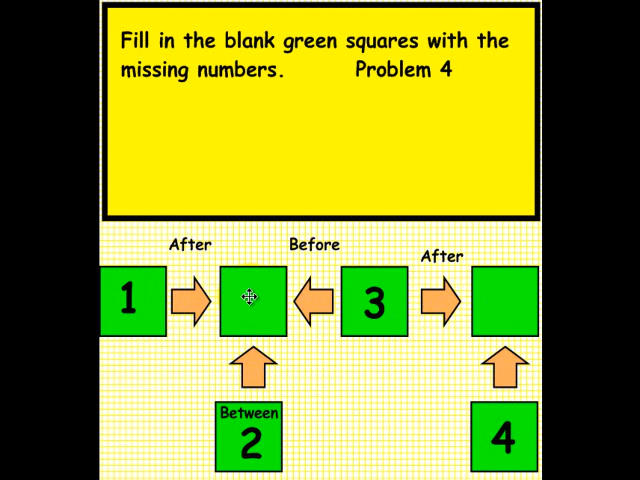 Fill in the blank green squares with the
missing numbers. Problem 4
After
Before
After
1
3
Between
2
4